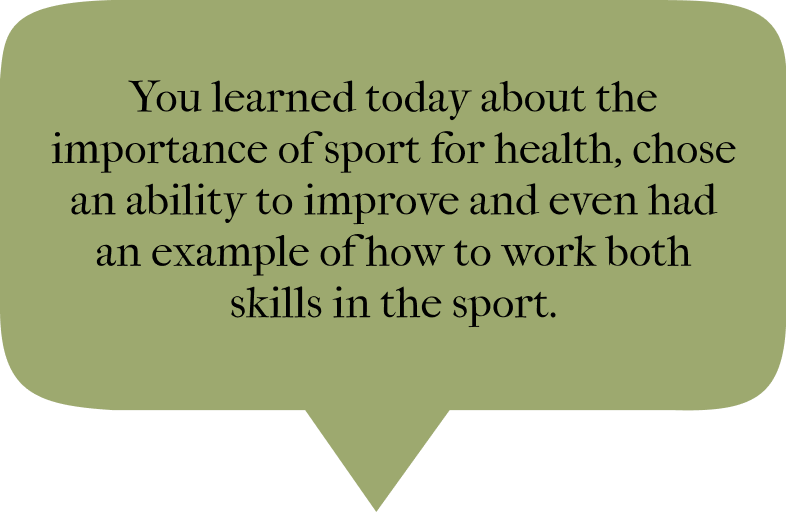 You learned today about the
importance of sport for health, chose
an ability to improve and even had
an example of how to work both
skills in the sport.